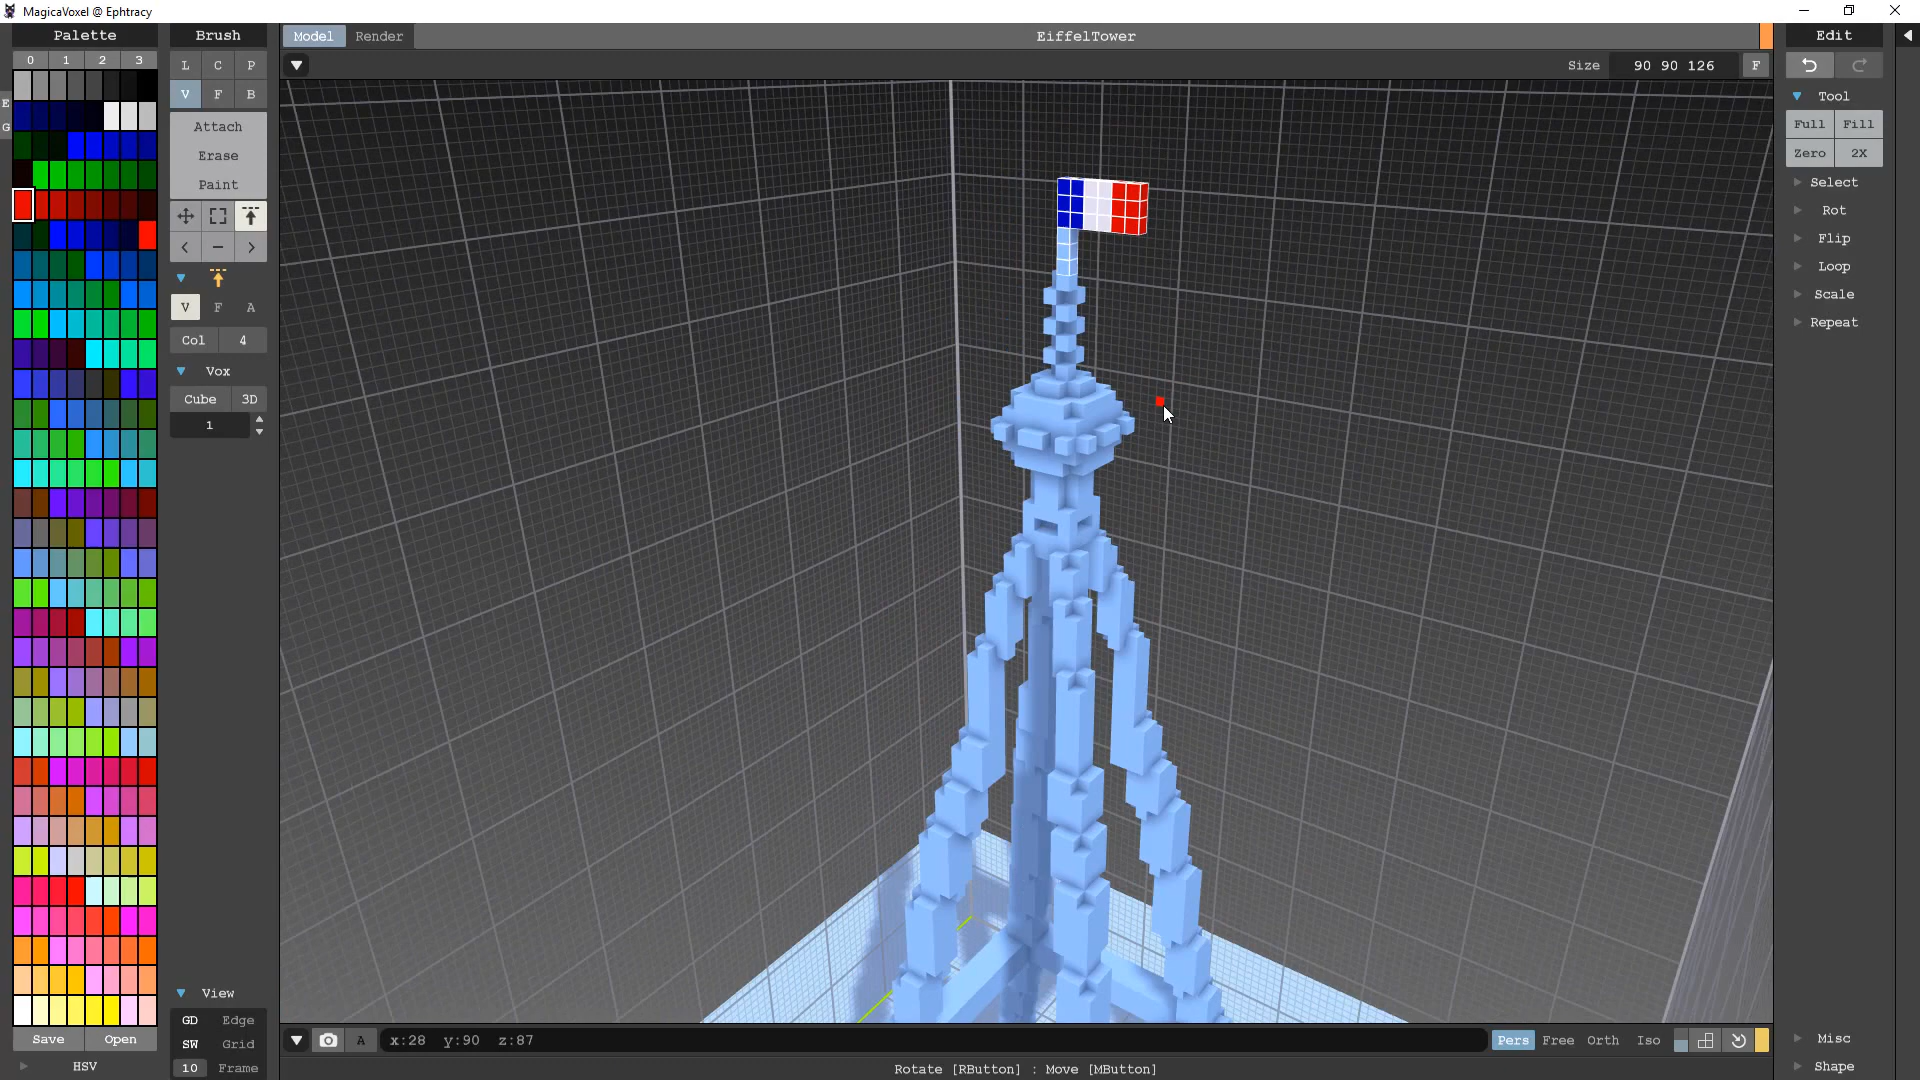 MagicaVoxel @ Ephtracy
Palette
0 1 2 3
E
G
Save Open
HSV
Brush
L C P
V F B
Attach
Erase
Paint
V F A
Col 4
Vox
Cube 3D
1
View
GD Edge
SW Grid
10 Frame
Model Render EiffelTower
Size 90 90 126 F
A x:28 y:90 z:87 Pers Free Orth Iso
Rotate [RButton] : Move [MButton]
Edit
Tool
Full Fill
Zero 2X
Select
Rot
Flip
Loop
Scale
Repeat
Misc
Shape